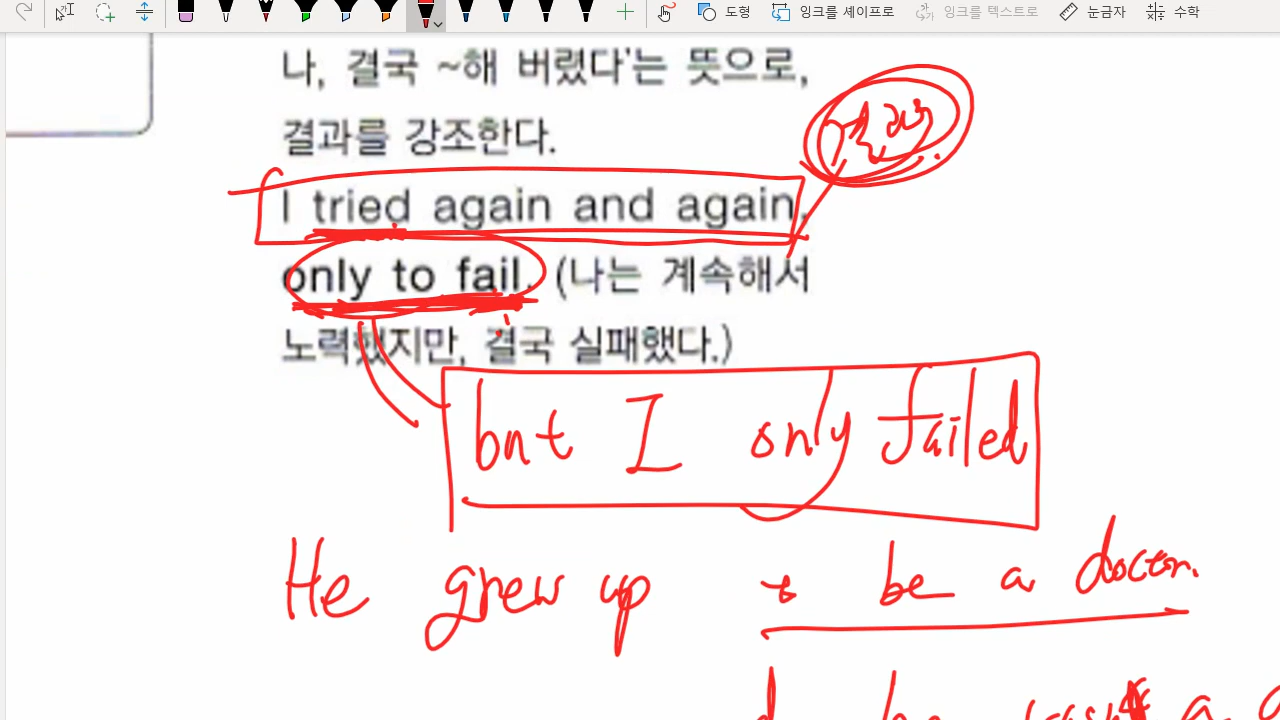 도형 잉크를 셰이프로 잉크를 텍스트로 눈금자 수학
나, 결국 ~해 버렸다'는 뜻으로,
결과를 강조한다.
I tried again and again,
only to fail. (나는 계속해서
노력했지만, 결국 실패했다.)
but I only failed
He grew up to be a doctor.